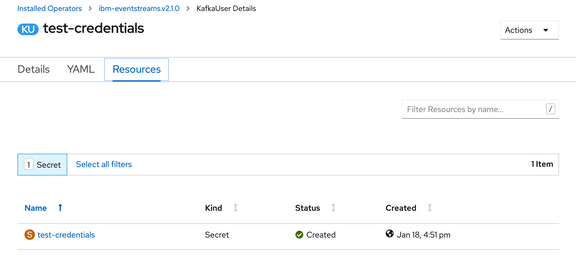 Installed Operators > ibm-eventstreams.v2.1.0 > KafkaUser Details
KU test-credentials
Actions
Details YAML Resources
Filter Resources by name... /
1 Secret Select all filters 1 Item
Name Kind Status Created
S test-credentials Secret Created Jan 18, 4:51 pm